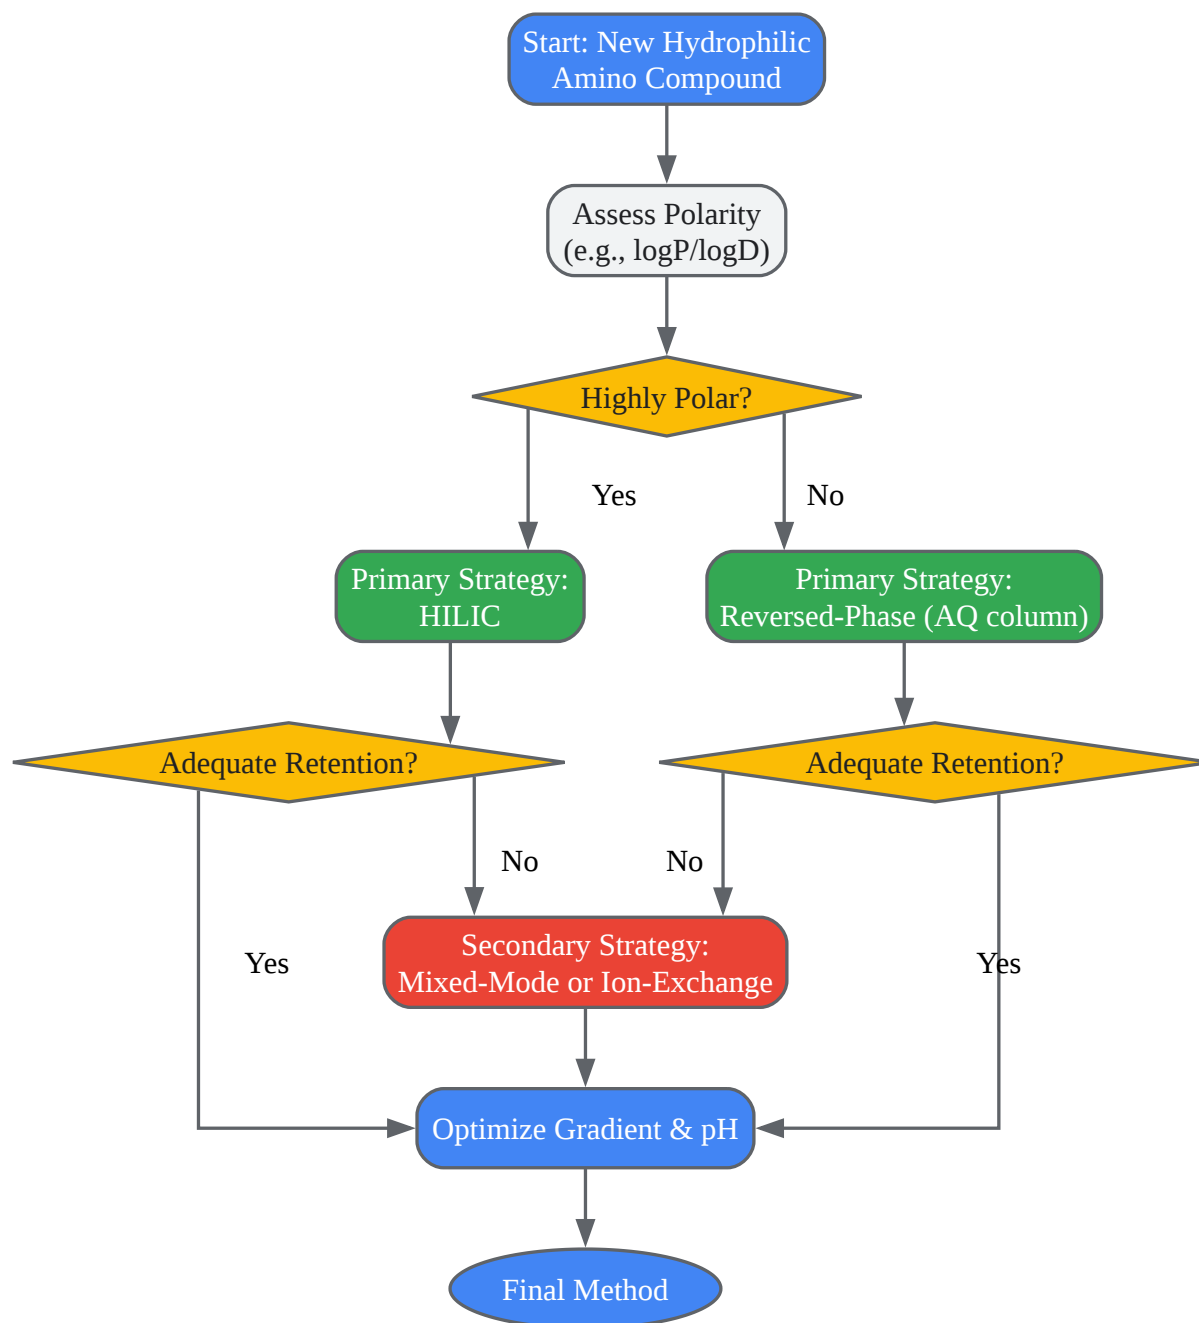 Start: New Hydrophilic
Amino Compound
Assess Polarity
(e.g., logP/logD)
Highly Polar?
Yes
No
Primary Strategy:
HILIC
Primary Strategy:
Reversed-Phase (AQ column)
Adequate Retention?
Adequate Retention?
No
No
Secondary Strategy:
Mixed-Mode or Ion-Exchange
Yes
Yes
Optimize Gradient & pH
Final Method